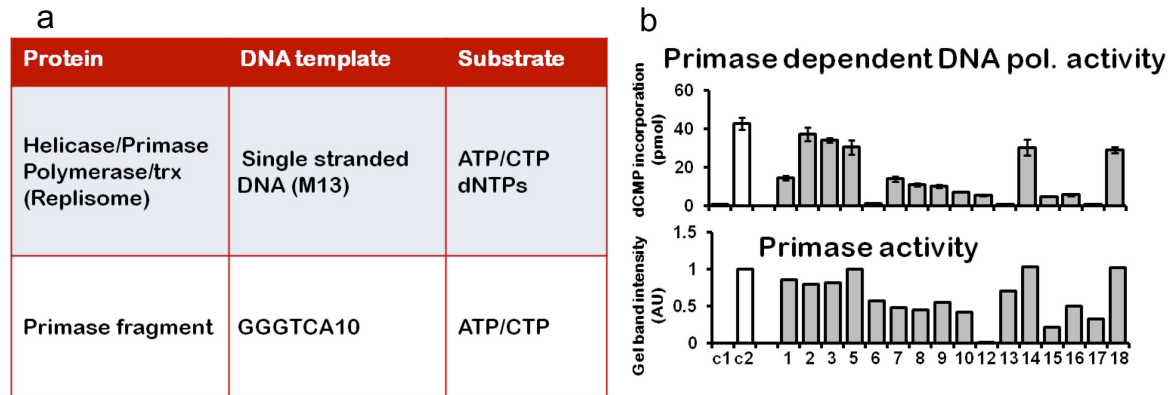 a
Protein
DNA template
Substrate
Helicase/Primase
Polymerase/trx
(Replisome)
Single stranded
DNA (M13)
ATP/CTP
dNTPs
Primase fragment
GGGTCA10
ATP/CTP
b
Primase dependent DNA pol. activity
dCMP incorporation
(pmol)
60
40
20
0
Primase activity
Gel band intensity
(AU)
1.5
1
0.5
0
c1 c2 1 2 3 5 6 7 8 9 10 12 13 14 15 16 17 18